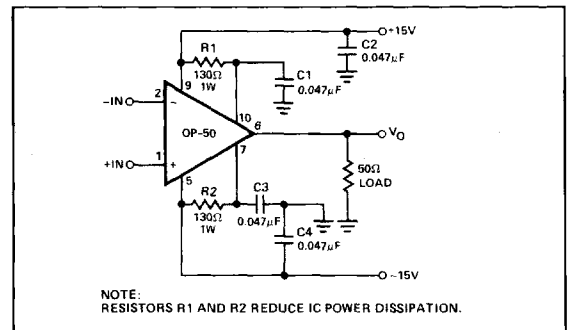 +15V
R1
130Ω
1W
C2
0.047µF
C1
0.047µF
9
-IN
2
−
10
6
OP-50
V_O
7
+IN
1
+
5
50Ω
LOAD
R2
130Ω
1W
C3
0.047µF
C4
0.047µF
-15V
NOTE:
RESISTORS R1 AND R2 REDUCE IC POWER DISSIPATION.